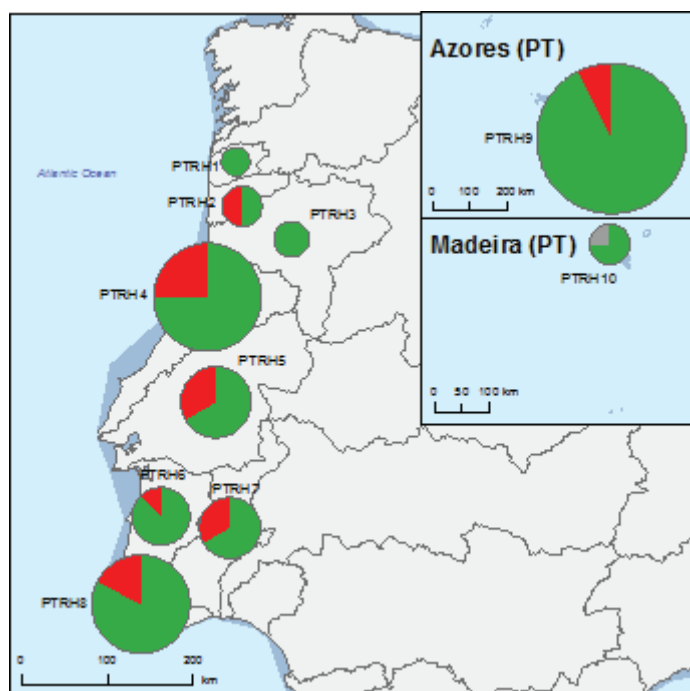 Azores (PT)
PTRH9
0 100 200 km
Madeira (PT)
PTRH10
0 50 100 km
Atlantic Ocean
PTRH1
PTRH2
PTRH3
PTRH4
PTRH5
PTRH6
PTRH7
PTRH8
0 100 200
km